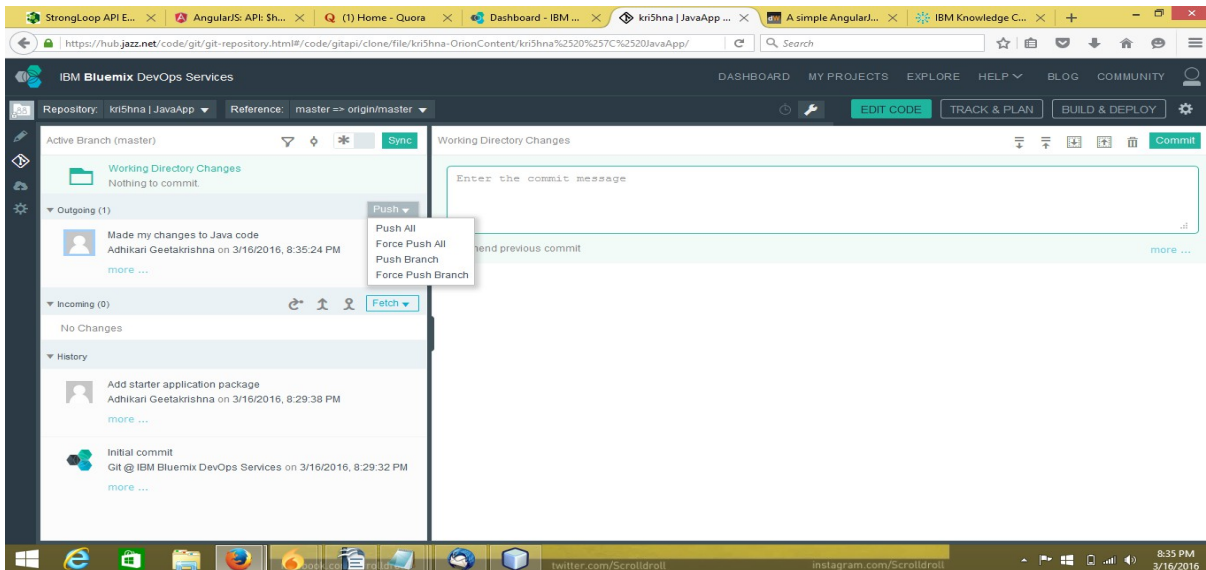 StrongLoop API E...
AngularJS: API: $h...
(1) Home - Quora
Dashboard - IBM ...
kri5hna | JavaApp ...
A simple AngularJ...
IBM Knowledge C...
https://hub.jazz.net/code/git/git-repository.html#/code/gitapi/clone/file/kri5hna-OrionContent/kri5hna%2520%257C%2520JavaApp/
Search
IBM Bluemix DevOps Services
DASHBOARD MY PROJECTS EXPLORE HELP BLOG COMMUNITY
Repository: kri5hna | JavaApp Reference: master => origin/master
EDIT CODE TRACK & PLAN BUILD & DEPLOY
Active Branch (master) Sync
Working Directory Changes
Nothing to commit.
Outgoing (1) Push
Made my changes to Java code
Adhikari Geetakrishna on 3/16/2016, 8:35:24 PM
more ...
Push All
Force Push All
Push Branch
Force Push Branch
Incoming (0) Fetch
No Changes
History
Add starter application package
Adhikari Geetakrishna on 3/16/2016, 8:29:38 PM
more ...
Initial commit
Git @ IBM Bluemix DevOps Services on 3/16/2016, 8:29:32 PM
more ...
Working Directory Changes Commit
Enter the commit message
previous commit
more ...
twitter.com/Scrolldroll
instagram.com/Scrolldroll
8:35 PM
3/16/2016